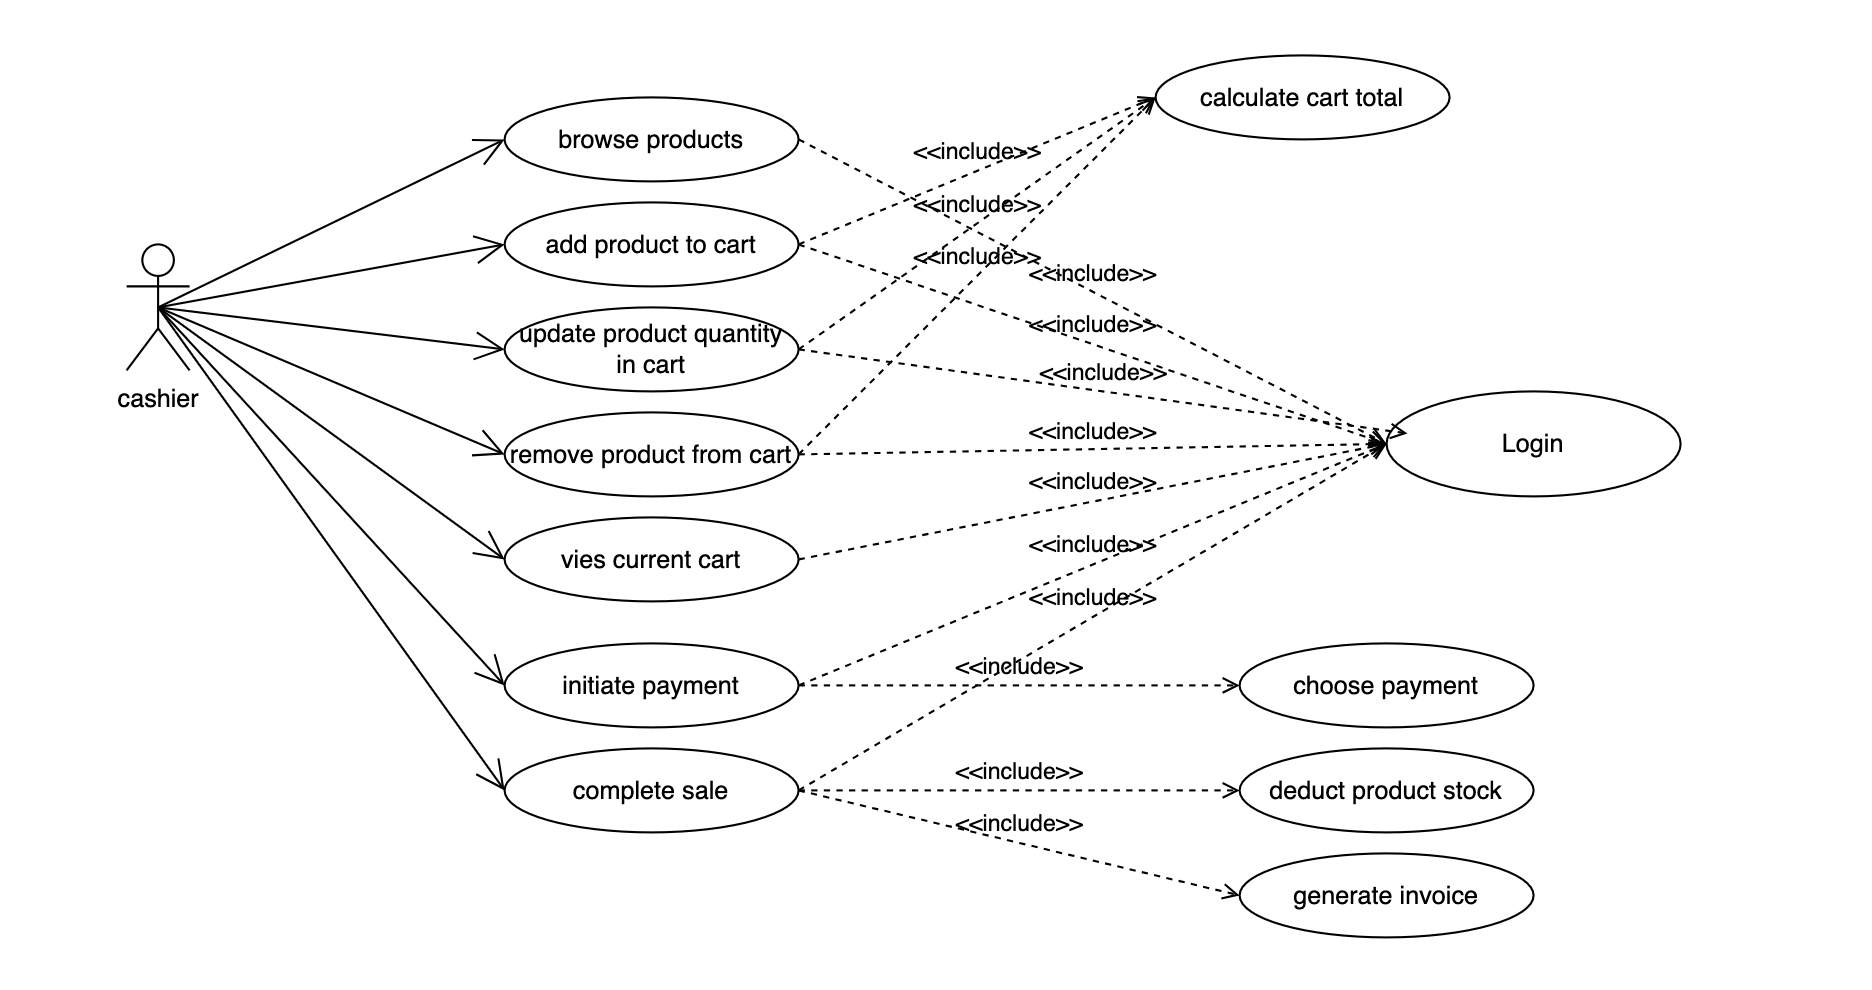 calculate cart total
browse products
<<include>>
<<include>>
add product to cart
<<include>>
<<include>>
<<include>>
update product quantity
in cart
<<include>>
cashier
<<include>>
Login
remove product from cart
<<include>>
vies current cart
<<include>>
<<include>>
<<include>>
initiate payment
choose payment
<<include>>
complete sale
deduct product stock
<<include>>
generate invoice